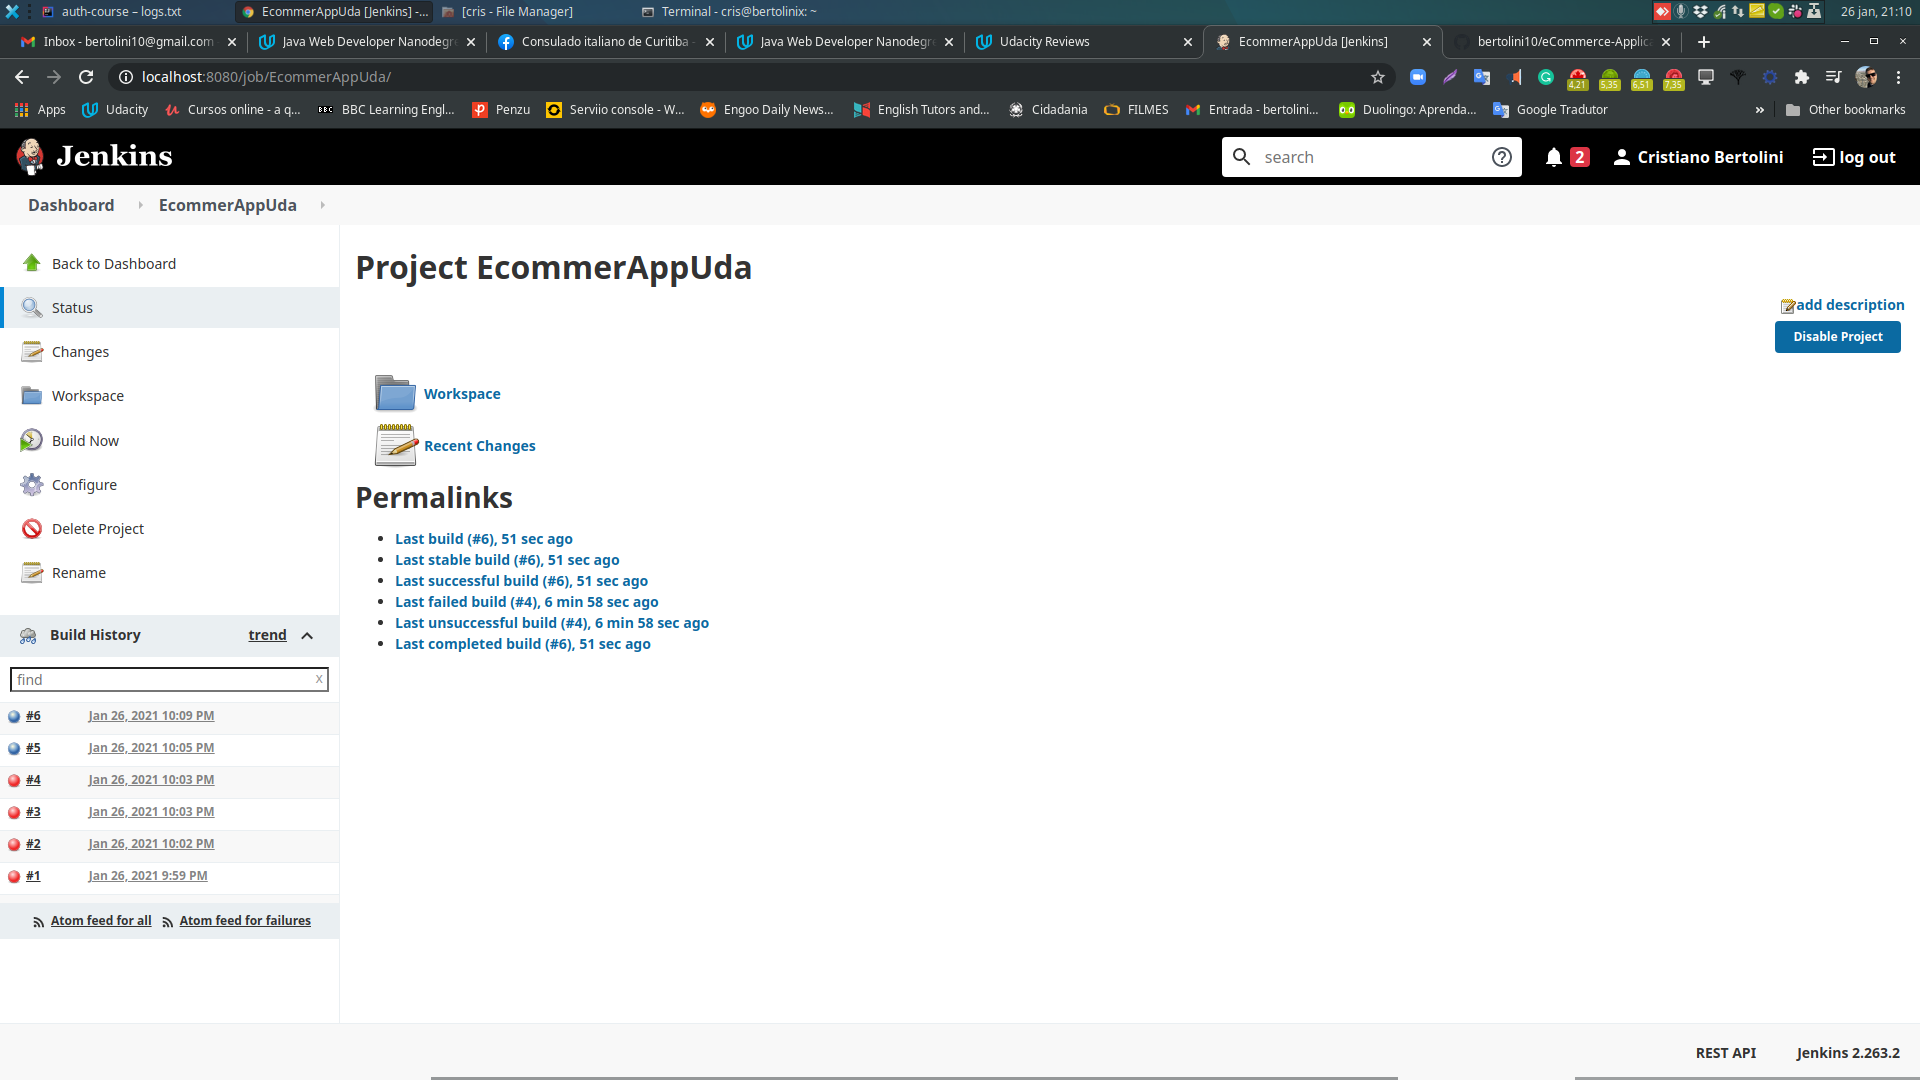 auth-course – logs.txt
EcommerAppUda [Jenkins] -...
[cris - File Manager]
Terminal - cris@bertolinix: ~
26 jan, 21:10
Inbox - bertolini10@gmail.com
Java Web Developer Nanodegre
Consulado italiano de Curitiba -
Java Web Developer Nanodegre
Udacity Reviews
EcommerAppUda [Jenkins]
bertolini10/eCommerce-Applic
localhost:8080/job/EcommerAppUda/
4,21
5,35
6,51
7,35
Apps
Udacity
Cursos online - a q...
BBC
BBC Learning Engl...
Penzu
Serviio console - W...
Engoo Daily News...
English Tutors and...
Cidadania
FILMES
Entrada - bertolini...
Duolingo: Aprenda...
Google Tradutor
»
Other bookmarks
Jenkins
search
2
Cristiano Bertolini
log out
Dashboard
EcommerAppUda
Back to Dashboard
Status
Changes
Workspace
Build Now
Configure
Delete Project
Rename
Build History
trend
find
x
#6 Jan 26, 2021 10:09 PM
#5 Jan 26, 2021 10:05 PM
#4 Jan 26, 2021 10:03 PM
#3 Jan 26, 2021 10:03 PM
#2 Jan 26, 2021 10:02 PM
#1 Jan 26, 2021 9:59 PM
Atom feed for all
Atom feed for failures
Project EcommerAppUda
add description
Disable Project
Workspace
Recent Changes
Permalinks
• Last build (#6), 51 sec ago
• Last stable build (#6), 51 sec ago
• Last successful build (#6), 51 sec ago
• Last failed build (#4), 6 min 58 sec ago
• Last unsuccessful build (#4), 6 min 58 sec ago
• Last completed build (#6), 51 sec ago
REST API
Jenkins 2.263.2